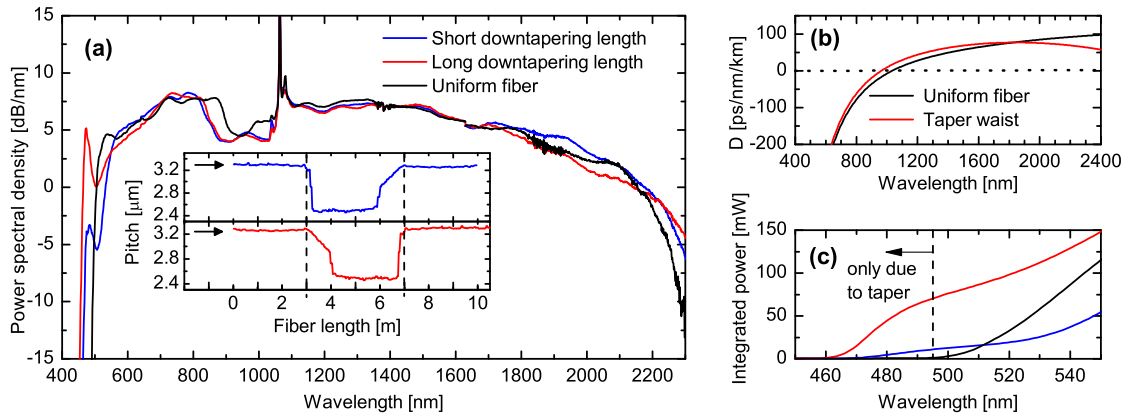 (a)
Short downtapering length
Long downtapering length
Uniform fiber
Power spectral density [dB/nm]
15
10
5
0
-5
-10
-15
400 600 800 1000 1200 1400 1600 1800 2000 2200
Wavelength [nm]
Pitch [μm]
3.2
2.8
2.4
3.2
2.8
2.4
0 2 4 6 8 10
Fiber length [m]
(b)
D [ps/nm/km]
100
0
-100
-200
Uniform fiber
Taper waist
400 800 1200 1600 2000 2400
Wavelength [nm]
(c)
only due
to taper
Integrated power [mW]
150
100
50
0
460 480 500 520 540
Wavelength [nm]